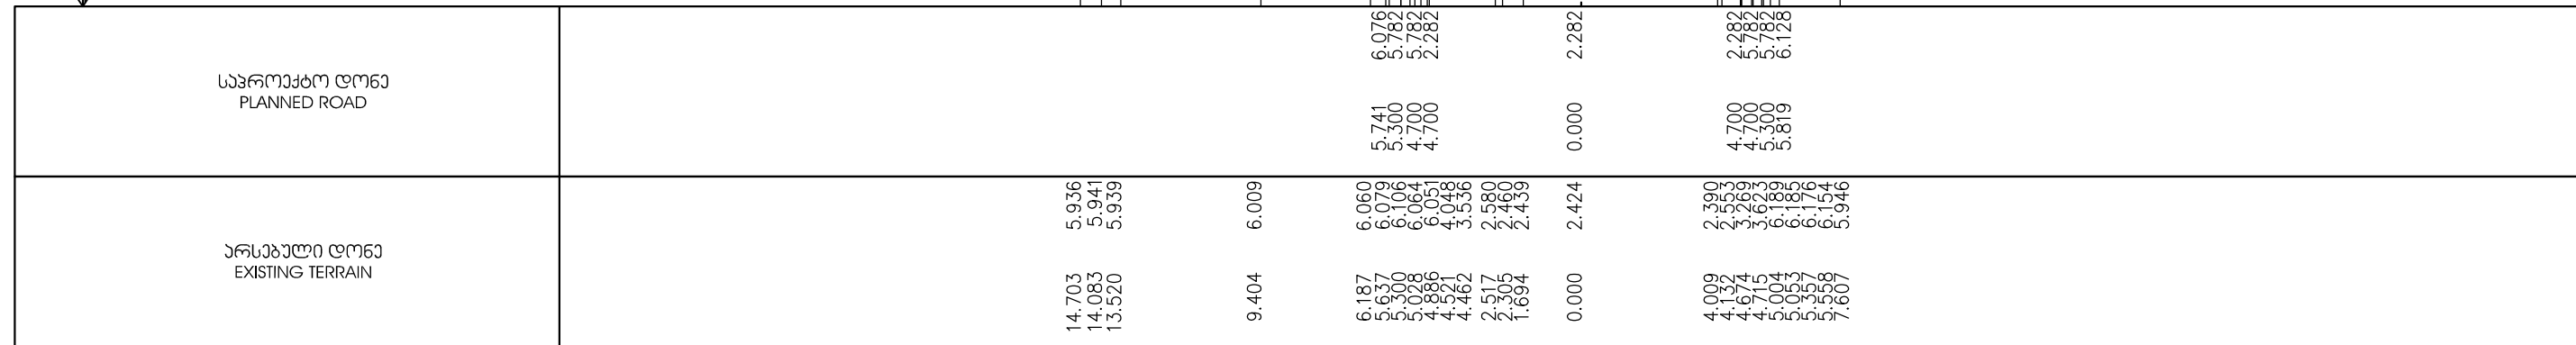 საპროექტო დონე
PLANNED ROAD
6.076 5.782 5.782 2.282 2.282 2.282 5.782 5.782 6.128
5.741 5.300 4.700 4.700 0.000 4.700 4.700 5.300 5.819
არსებული დონე
EXISTING TERRAIN
5.936 5.941 5.939 6.009 6.060 6.079 6.106 6.064 6.051 4.048 3.536 2.580 2.460 2.439 2.424 2.390 2.553 3.269 3.623 6.189 6.185 6.176 6.154 5.946
14.703 14.083 13.520 9.404 6.187 5.637 5.300 5.028 4.886 4.521 4.462 2.517 2.305 1.694 0.000 4.009 4.132 4.674 4.715 5.004 5.053 5.357 5.558 7.607